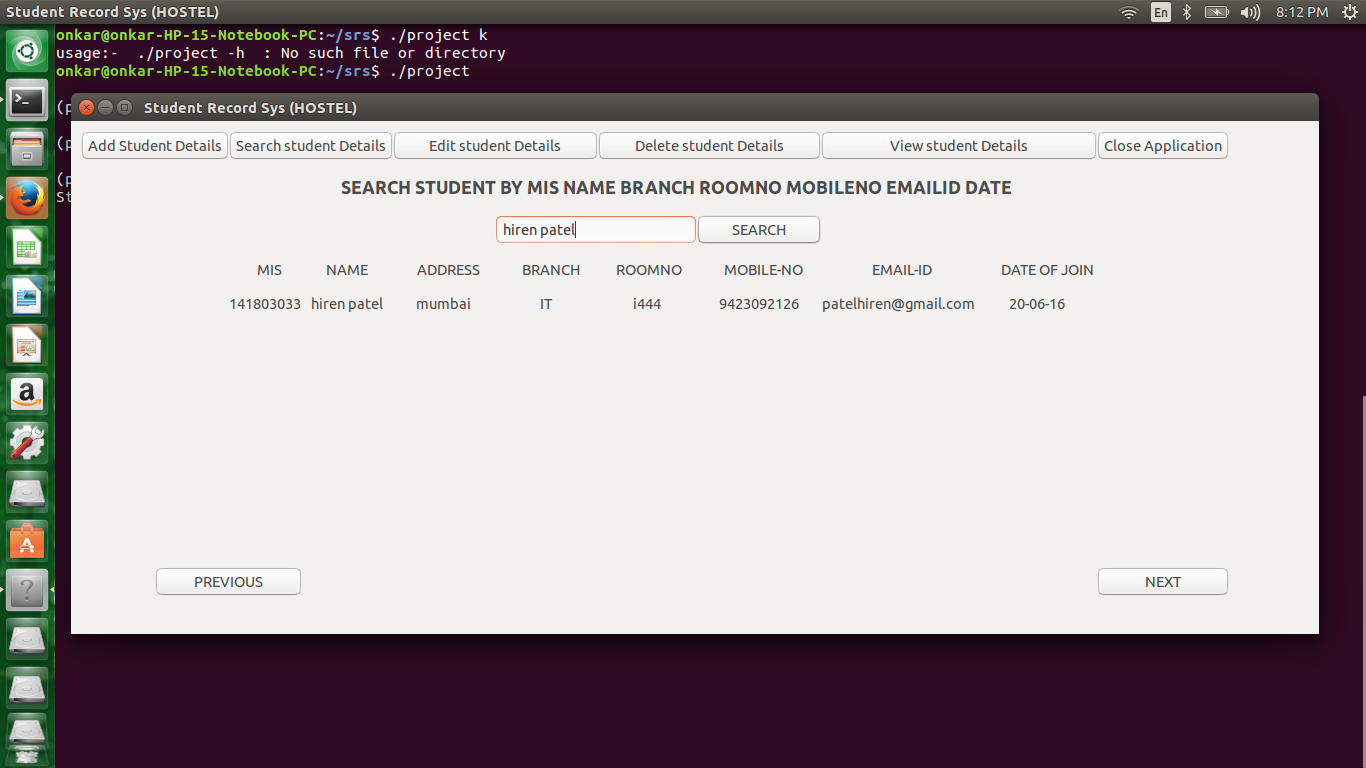 Student Record Sys (HOSTEL) En 8:12 PM
onkar@onkar-HP-15-Notebook-PC:~/srs$ ./project k
usage:-  ./project -h  : No such file or directory
onkar@onkar-HP-15-Notebook-PC:~/srs$ ./project
(p
(p
(p
St
Student Record Sys (HOSTEL)
Add Student Details Search student Details Edit student Details Delete student Details View student Details Close Application
SEARCH STUDENT BY MIS NAME BRANCH ROOMNO MOBILENO EMAILID DATE
hiren patel SEARCH
MIS NAME ADDRESS BRANCH ROOMNO MOBILE-NO EMAIL-ID DATE OF JOIN
141803033 hiren patel mumbai IT i444 9423092126 patelhiren@gmail.com 20-06-16
PREVIOUS NEXT